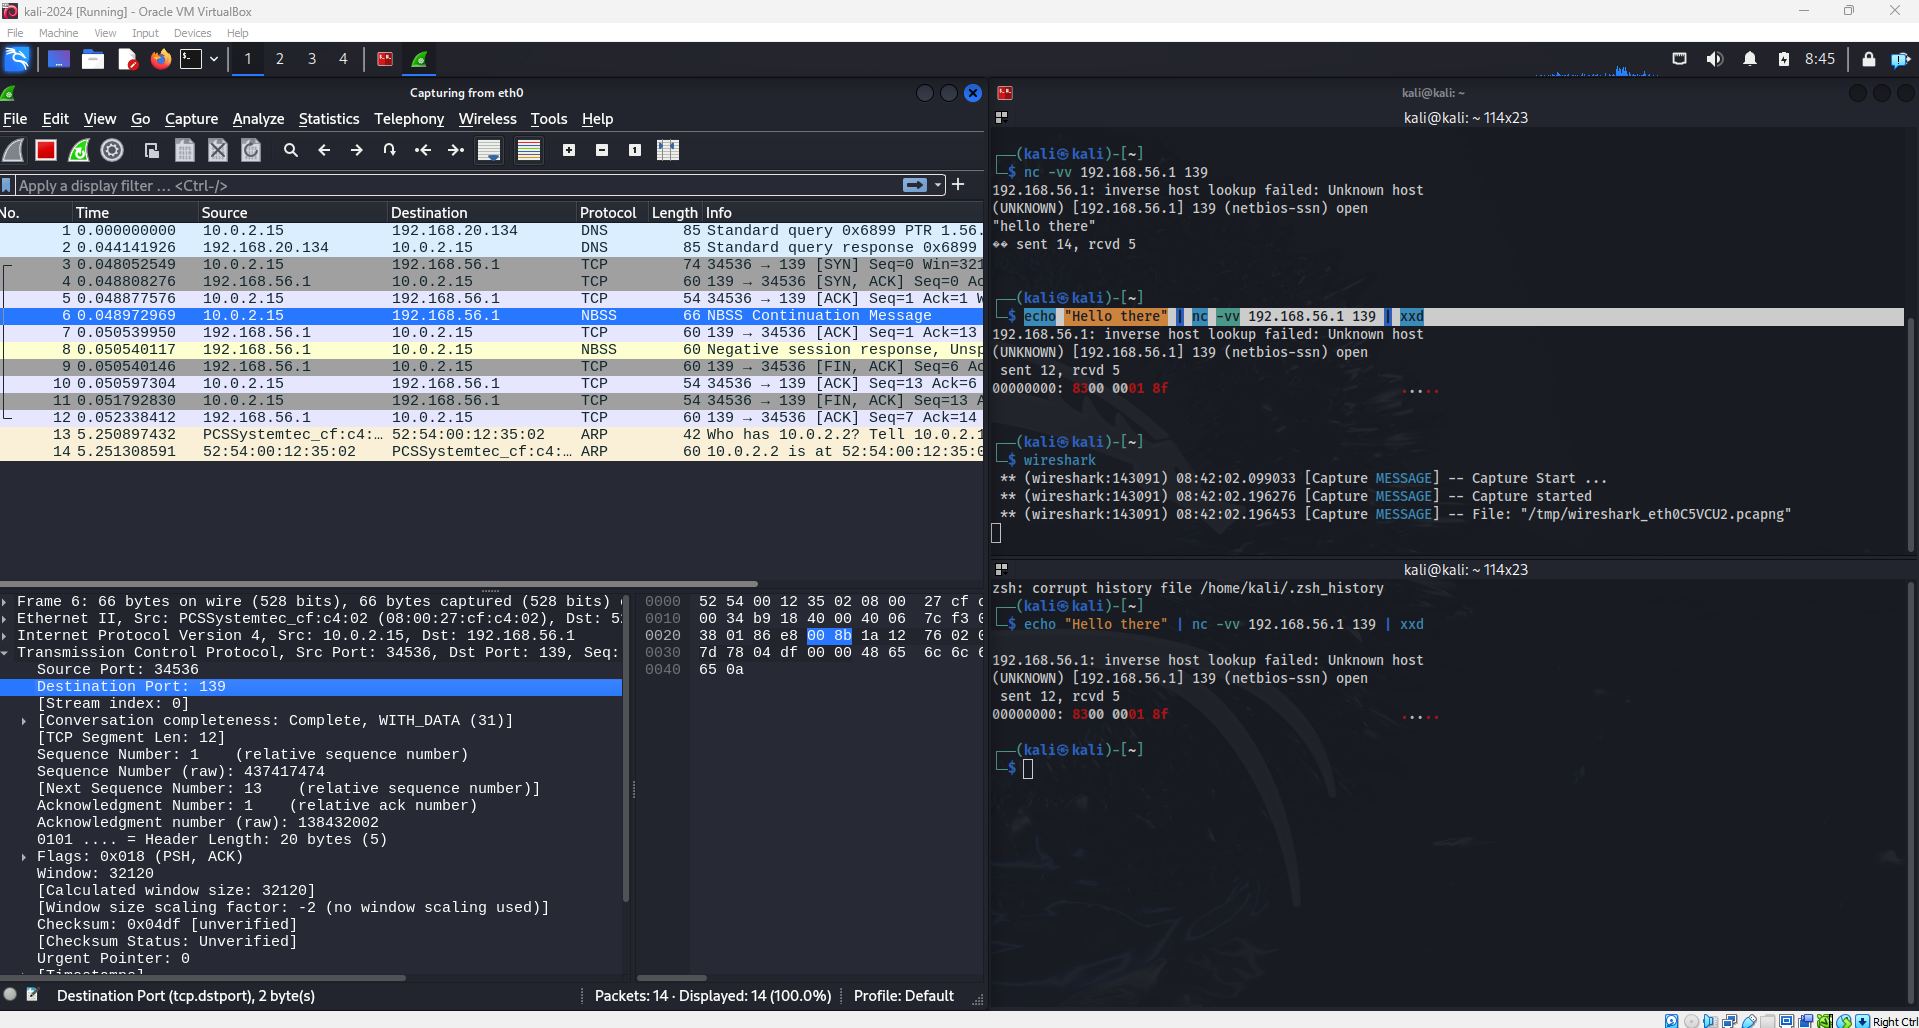 kali-2024 [Running] - Oracle VM VirtualBox
File Machine View Input Devices Help
1 2 3 4
8:45
Capturing from eth0
File Edit View Go Capture Analyze Statistics Telephony Wireless Tools Help
Apply a display filter … <Ctrl-/>
No. Time Source Destination Protocol Length Info
1 0.000000000 10.0.2.15 192.168.20.134 DNS 85 Standard query 0x6899 PTR 1.56.
2 0.044141926 192.168.20.134 10.0.2.15 DNS 85 Standard query response 0x6899
3 0.048052549 10.0.2.15 192.168.56.1 TCP 74 34536 → 139 [SYN] Seq=0 Win=321
4 0.048808276 192.168.56.1 10.0.2.15 TCP 60 139 → 34536 [SYN, ACK] Seq=0 Ac
5 0.048877576 10.0.2.15 192.168.56.1 TCP 54 34536 → 139 [ACK] Seq=1 Ack=1 W
6 0.048972969 10.0.2.15 192.168.56.1 NBSS 66 NBSS Continuation Message
7 0.050539950 192.168.56.1 10.0.2.15 TCP 60 139 → 34536 [ACK] Seq=1 Ack=13
8 0.050540117 192.168.56.1 10.0.2.15 NBSS 60 Negative session response, Unsp
9 0.050540146 192.168.56.1 10.0.2.15 TCP 60 139 → 34536 [FIN, ACK] Seq=6 Ac
10 0.050597304 10.0.2.15 192.168.56.1 TCP 54 34536 → 139 [ACK] Seq=13 Ack=6
11 0.051792830 10.0.2.15 192.168.56.1 TCP 54 34536 → 139 [FIN, ACK] Seq=13 A
12 0.052338412 192.168.56.1 10.0.2.15 TCP 60 139 → 34536 [ACK] Seq=7 Ack=14
13 5.250897432 PCSSystemtec_cf:c4:… 52:54:00:12:35:02 ARP 42 Who has 10.0.2.2? Tell 10.0.2.1
14 5.251308591 52:54:00:12:35:02 PCSSystemtec_cf:c4:… ARP 60 10.0.2.2 is at 52:54:00:12:35:0
Frame 6: 66 bytes on wire (528 bits), 66 bytes captured (528 bits)
Ethernet II, Src: PCSSystemtec_cf:c4:02 (08:00:27:cf:c4:02), Dst: 52
Internet Protocol Version 4, Src: 10.0.2.15, Dst: 192.168.56.1
Transmission Control Protocol, Src Port: 34536, Dst Port: 139, Seq:
Source Port: 34536
Destination Port: 139
[Stream index: 0]
[Conversation completeness: Complete, WITH_DATA (31)]
[TCP Segment Len: 12]
Sequence Number: 1 (relative sequence number)
Sequence Number (raw): 437417474
[Next Sequence Number: 13 (relative sequence number)]
Acknowledgment Number: 1 (relative ack number)
Acknowledgment number (raw): 138432002
0101 .... = Header Length: 20 bytes (5)
Flags: 0x018 (PSH, ACK)
Window: 32120
[Calculated window size: 32120]
[Window size scaling factor: -2 (no window scaling used)]
Checksum: 0x04df [unverified]
[Checksum Status: Unverified]
Urgent Pointer: 0
[Timestamps]
0000 52 54 00 12 35 02 08 00 27 cf c
0010 00 34 b9 18 40 00 40 06 7c f3 0
0020 38 01 86 e8 00 8b 1a 12 76 02 0
0030 7d 78 04 df 00 00 48 65 6c 6c 6
0040 65 0a
Destination Port (tcp.dstport), 2 byte(s)
Packets: 14 · Displayed: 14 (100.0%)
Profile: Default
kali@kali: ~
kali@kali: ~ 114x23
(kali㉿kali)-[~]
$ nc -vv 192.168.56.1 139
192.168.56.1: inverse host lookup failed: Unknown host
(UNKNOWN) [192.168.56.1] 139 (netbios-ssn) open
"hello there"
�� sent 14, rcvd 5
(kali㉿kali)-[~]
$ echo "Hello there" | nc -vv 192.168.56.1 139 | xxd
192.168.56.1: inverse host lookup failed: Unknown host
(UNKNOWN) [192.168.56.1] 139 (netbios-ssn) open
sent 12, rcvd 5
00000000: 8300 0001 8f .....
(kali㉿kali)-[~]
$ wireshark
** (wireshark:143091) 08:42:02.099033 [Capture MESSAGE] -- Capture Start ...
** (wireshark:143091) 08:42:02.196276 [Capture MESSAGE] -- Capture started
** (wireshark:143091) 08:42:02.196453 [Capture MESSAGE] -- File: "/tmp/wireshark_eth0C5VCU2.pcapng"
kali@kali: ~ 114x23
zsh: corrupt history file /home/kali/.zsh_history
(kali㉿kali)-[~]
$ echo "Hello there" | nc -vv 192.168.56.1 139 | xxd
192.168.56.1: inverse host lookup failed: Unknown host
(UNKNOWN) [192.168.56.1] 139 (netbios-ssn) open
sent 12, rcvd 5
00000000: 8300 0001 8f .....
(kali㉿kali)-[~]
$
Right Ctrl